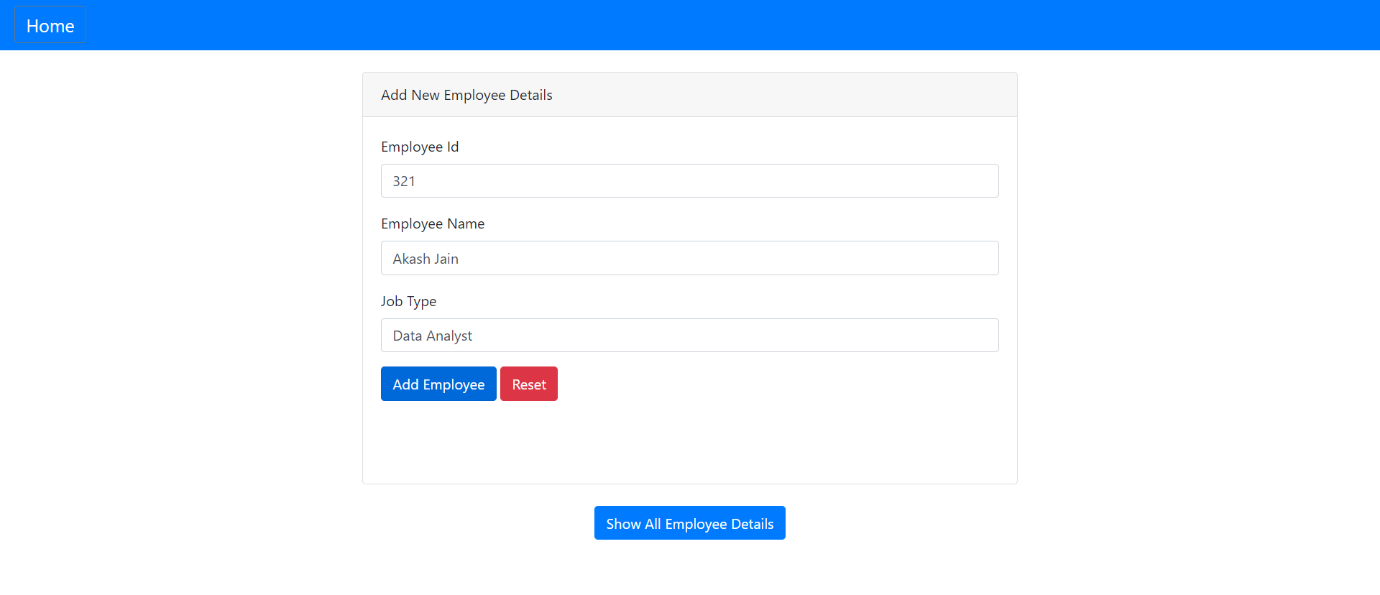 Home
Add New Employee Details
Employee Id
321
Employee Name
Akash Jain
Job Type
Data Analyst
Add Employee Reset
Show All Employee Details